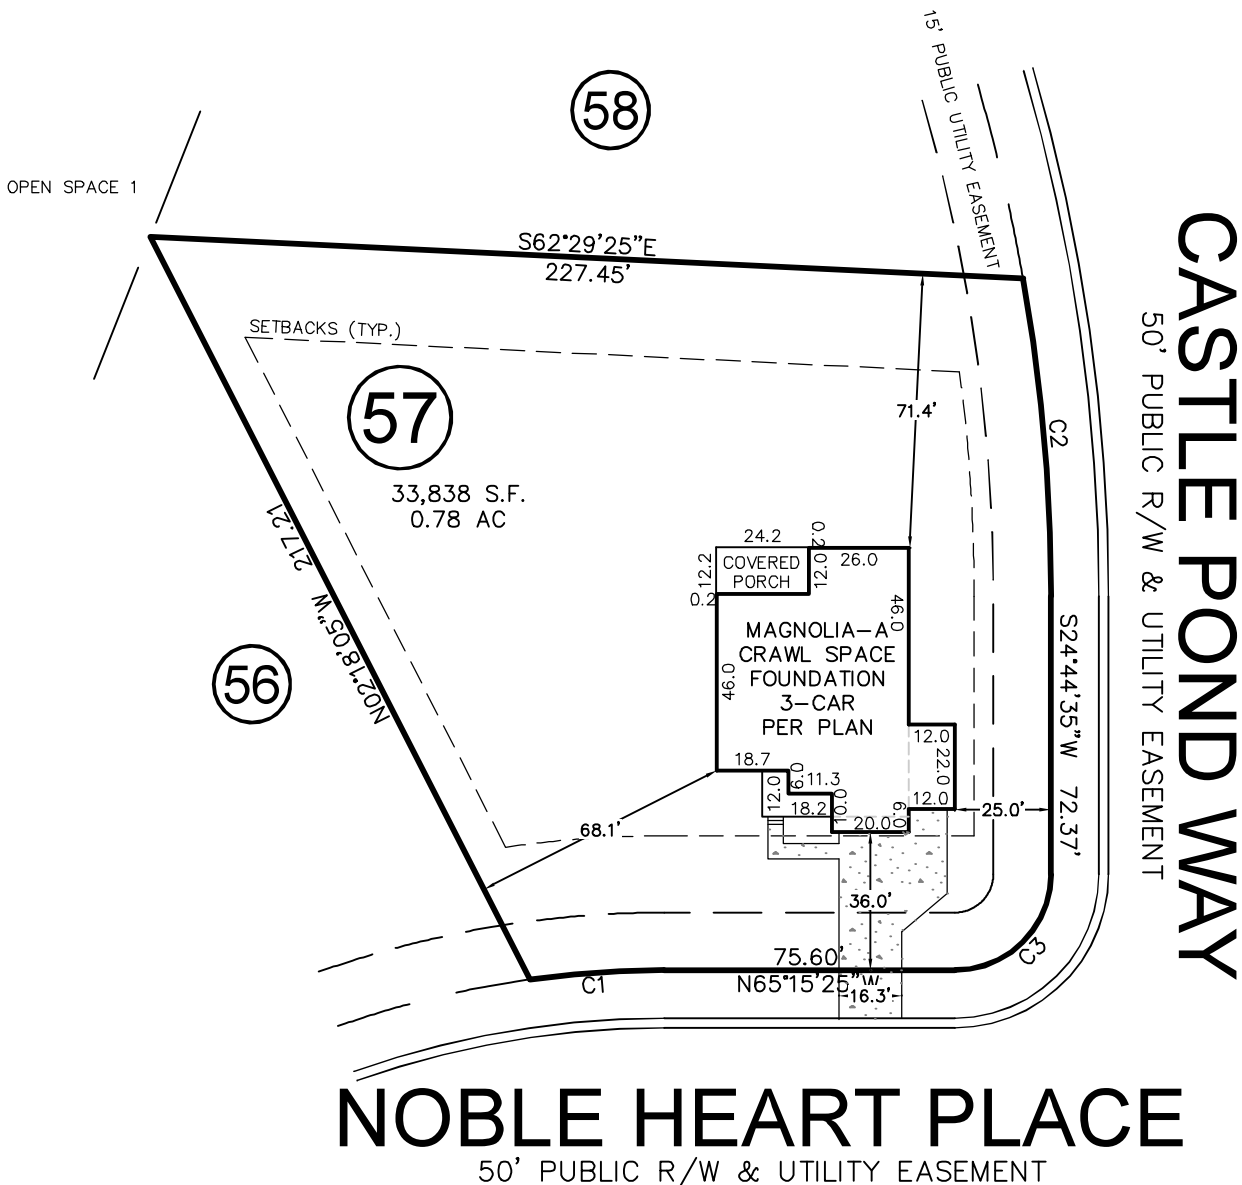 15' PUBLIC UTILITY EASEMENT
58
OPEN SPACE 1
S62°29'25"E
227.45'
SETBACKS (TYP.)
57
33,838 S.F.
0.78 AC
71.4'
C2
CASTLE POND WAY
50' PUBLIC R/W & UTILITY EASEMENT
217.21
N02°18'05"W
56
24.2
0.2
12.2
COVERED
PORCH
12.0
26.0
0.2
46.0
MAGNOLIA-A
CRAWL SPACE
FOUNDATION
3-CAR
PER PLAN
46.0
S24°44'35"W 72.37'
12.0
22.0
18.7
6.0
11.3
12.0
18.2
10.0
20.0
6.0
12.0
25.0'
68.1'
36.0'
75.60'
N65°15'25"W
16.3'
C1
C3
NOBLE HEART PLACE
50' PUBLIC R/W & UTILITY EASEMENT